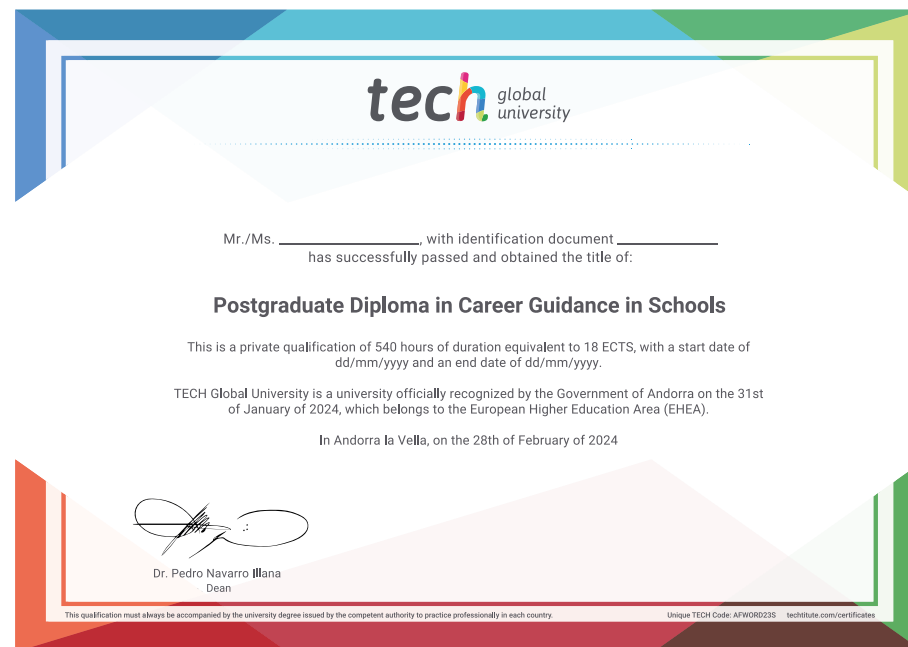 tech global university
Mr./Ms. ____________________, with identification document ______________
has successfully passed and obtained the title of:
Postgraduate Diploma in Career Guidance in Schools
This is a private qualification of 540 hours of duration equivalent to 18 ECTS, with a start date of
dd/mm/yyyy and an end date of dd/mm/yyyy.
TECH Global University is a university officially recognized by the Government of Andorra on the 31st
of January of 2024, which belongs to the European Higher Education Area (EHEA).
In Andorra la Vella, on the 28th of February of 2024
Dr. Pedro Navarro Illana
Dean
This qualification must always be accompanied by the university degree issued by the competent authority to practice professionally in each country.
Unique TECH Code: AFWORD23S techtitute.com/certificates